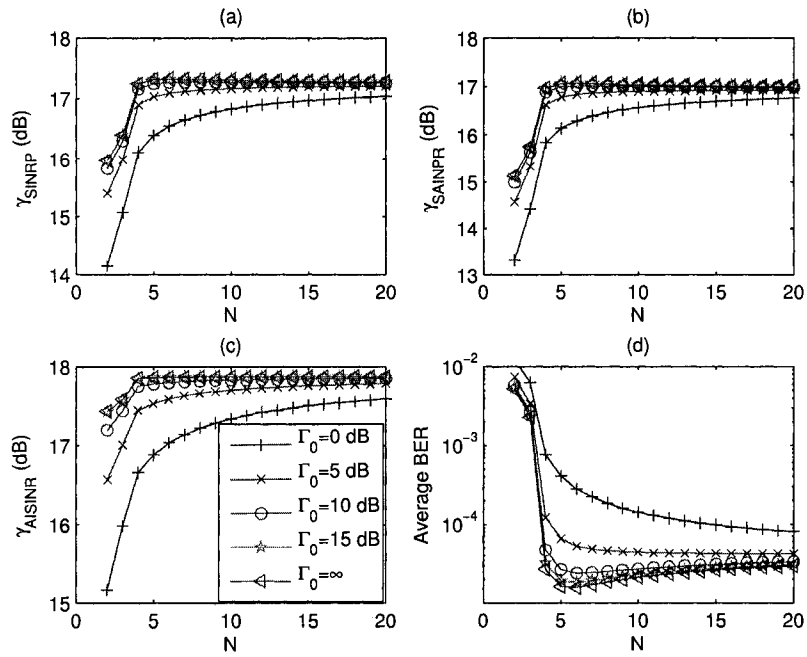 (a)
18
17
16
15
14
0 5 10 15 20
N
γSINRP (dB)
(b)
18
17
16
15
14
13
0 5 10 15 20
N
γSAINPR (dB)
(c)
18
17
16
15
0 5 10 15 20
N
γAISINR (dB)
Γ0=0 dB
Γ0=5 dB
Γ0=10 dB
Γ0=15 dB
Γ0=∞
(d)
10-2
10-3
10-4
0 5 10 15 20
N
Average BER